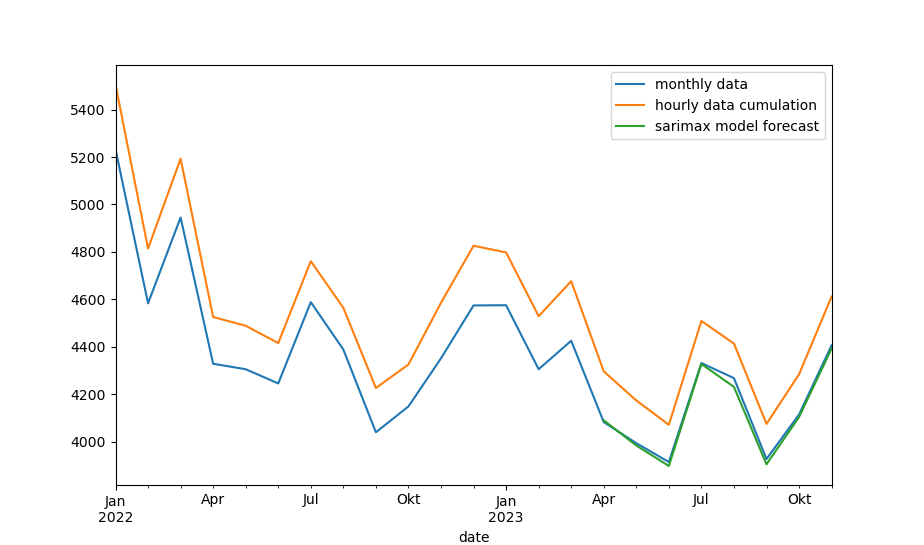 monthly data
hourly data cumulation
sarimax model forecast
5400
5200
5000
4800
4600
4400
4200
4000
Jan Apr Jul Okt Jan Apr Jul Okt
2022 2023
date